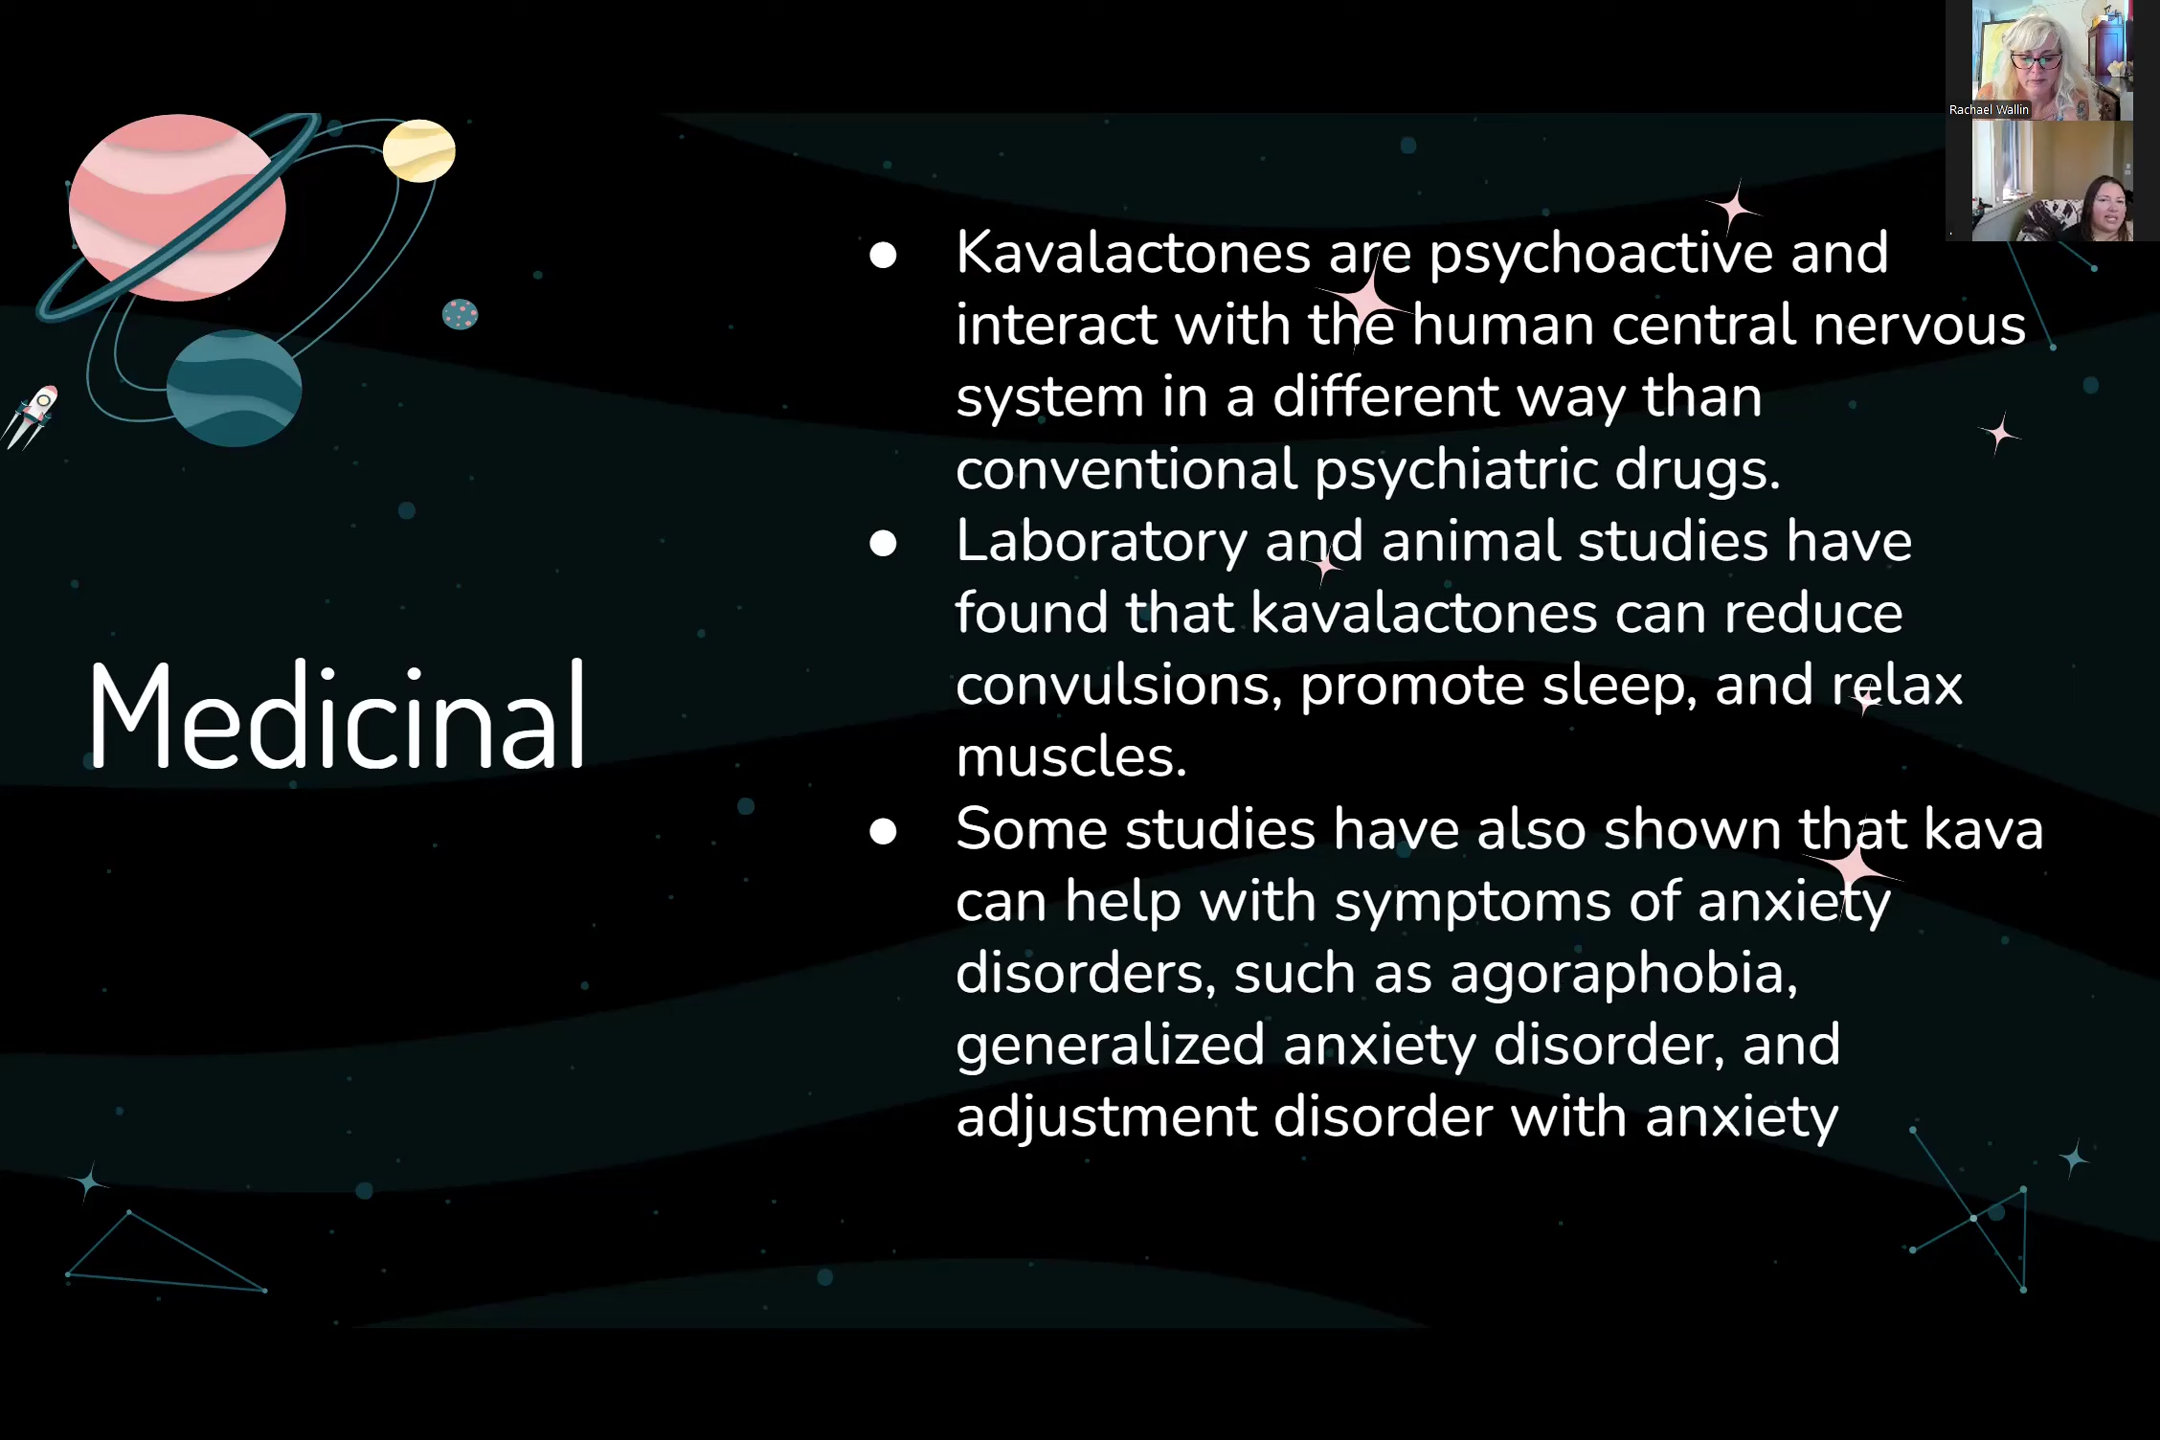 Rachael Wallin
Medicinal
● Kavalactones are psychoactive and
interact with the human central nervous
system in a different way than
conventional psychiatric drugs.
● Laboratory and animal studies have
found that kavalactones can reduce
convulsions, promote sleep, and relax
muscles.
● Some studies have also shown that kava
can help with symptoms of anxiety
disorders, such as agoraphobia,
generalized anxiety disorder, and
adjustment disorder with anxiety